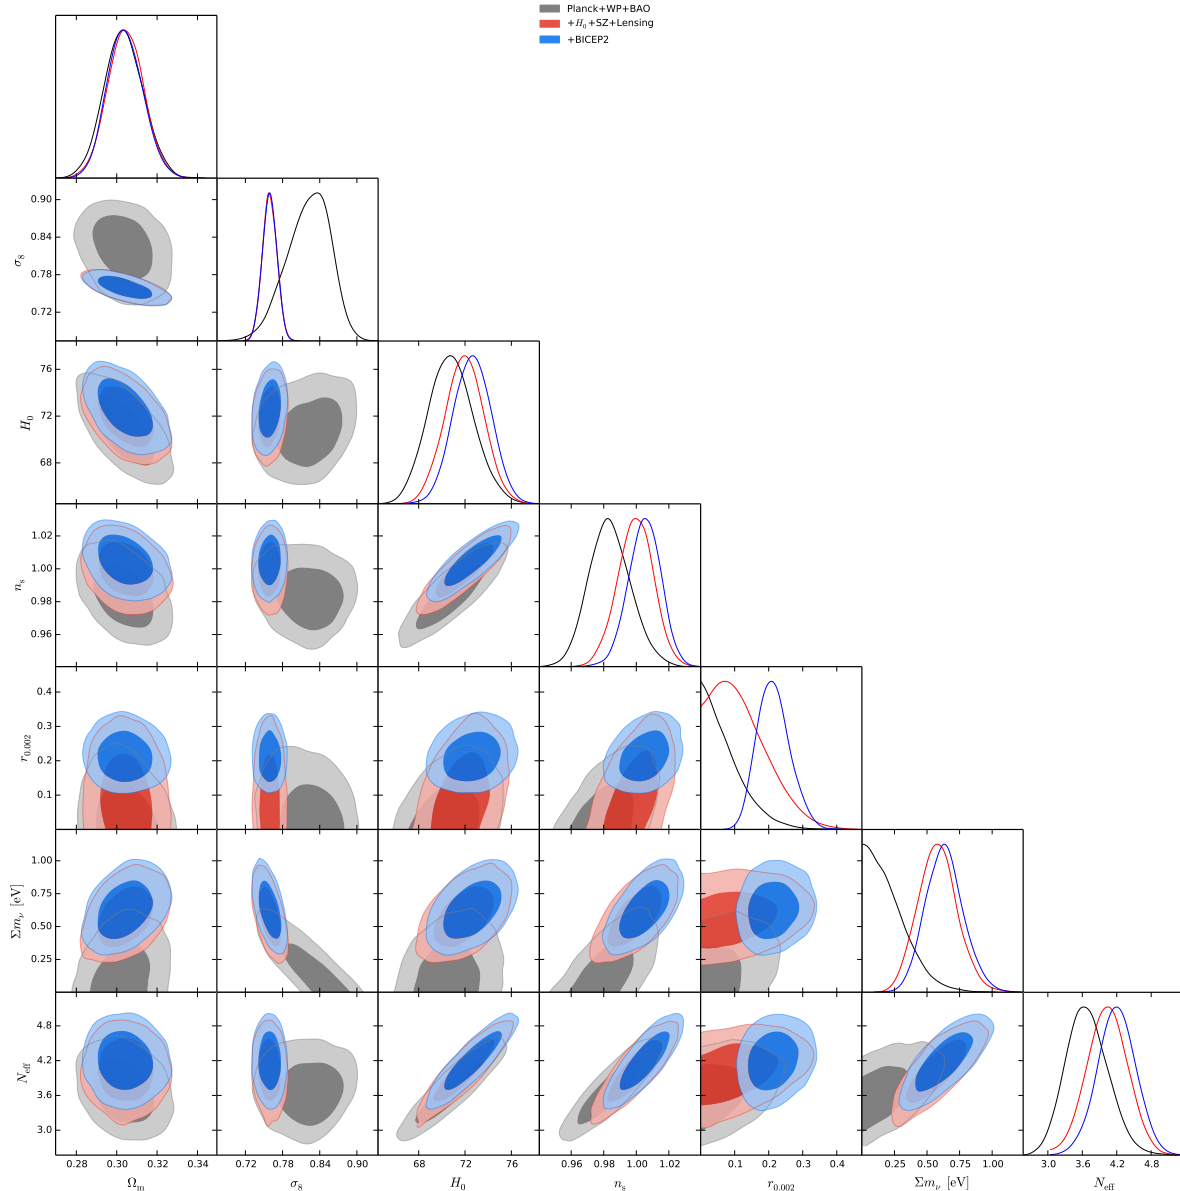 Planck+WP+BAO
+H₀+SZ+Lensing
+BICEP2
0.90
0.84
0.78
0.72
σ₈
76
72
68
H₀
1.02
1.00
0.98
0.96
nₛ
0.4
0.3
0.2
0.1
r₀.₀₀₂
1.00
0.75
0.50
0.25
Σmν [eV]
4.8
4.2
3.6
3.0
N_eff
0.28 0.30 0.32 0.34
0.72 0.78 0.84 0.90
68 72 76
0.96 0.98 1.00 1.02
0.1 0.2 0.3 0.4
0.25 0.50 0.75 1.00
3.0 3.6 4.2 4.8
Ωₘ σ₈ H₀ nₛ r₀.₀₀₂ Σmν [eV] N_eff